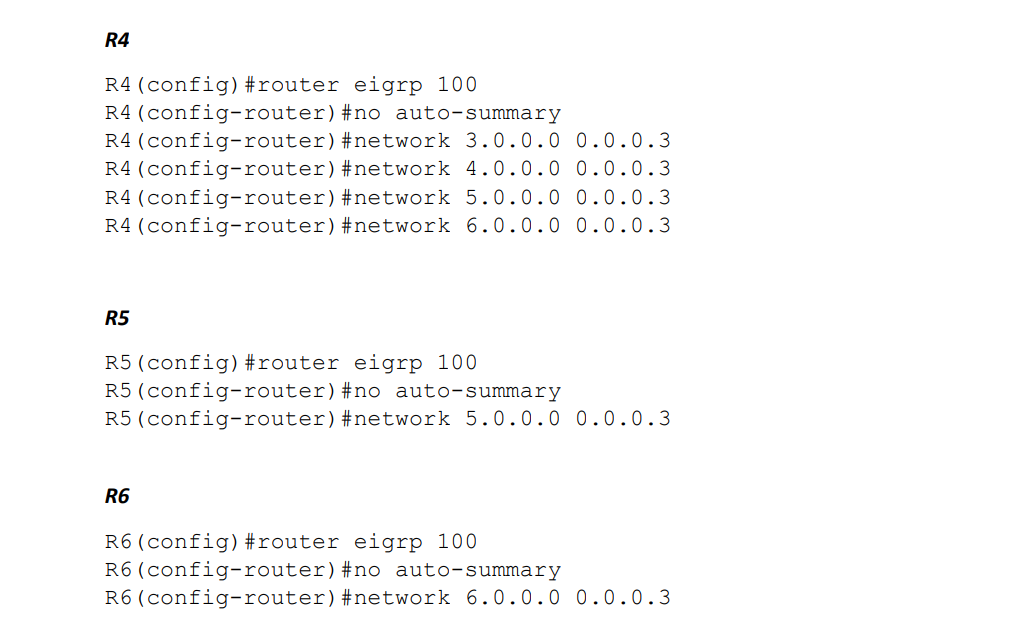 R4
R4(config)#router eigrp 100
R4(config-router)#no auto-summary
R4(config-router)#network 3.0.0.0 0.0.0.3
R4(config-router)#network 4.0.0.0 0.0.0.3
R4(config-router)#network 5.0.0.0 0.0.0.3
R4(config-router)#network 6.0.0.0 0.0.0.3
R5
R5(config)#router eigrp 100
R5(config-router)#no auto-summary
R5(config-router)#network 5.0.0.0 0.0.0.3
R6
R6(config)#router eigrp 100
R6(config-router)#no auto-summary
R6(config-router)#network 6.0.0.0 0.0.0.3